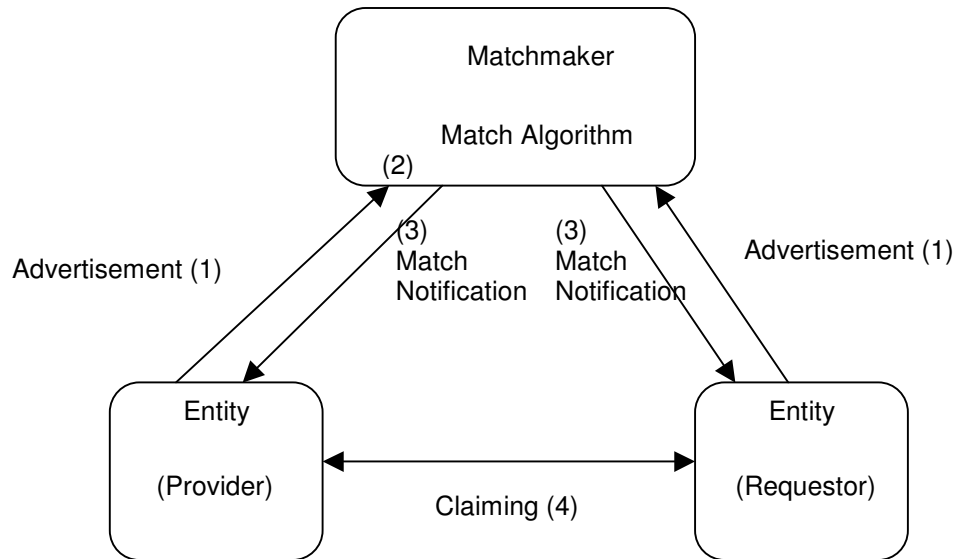 Matchmaker
Match Algorithm
(2)
(3)
Match
Notification
(3)
Match
Notification
Advertisement (1)
Advertisement (1)
Entity
(Provider)
Entity
(Requestor)
Claiming (4)